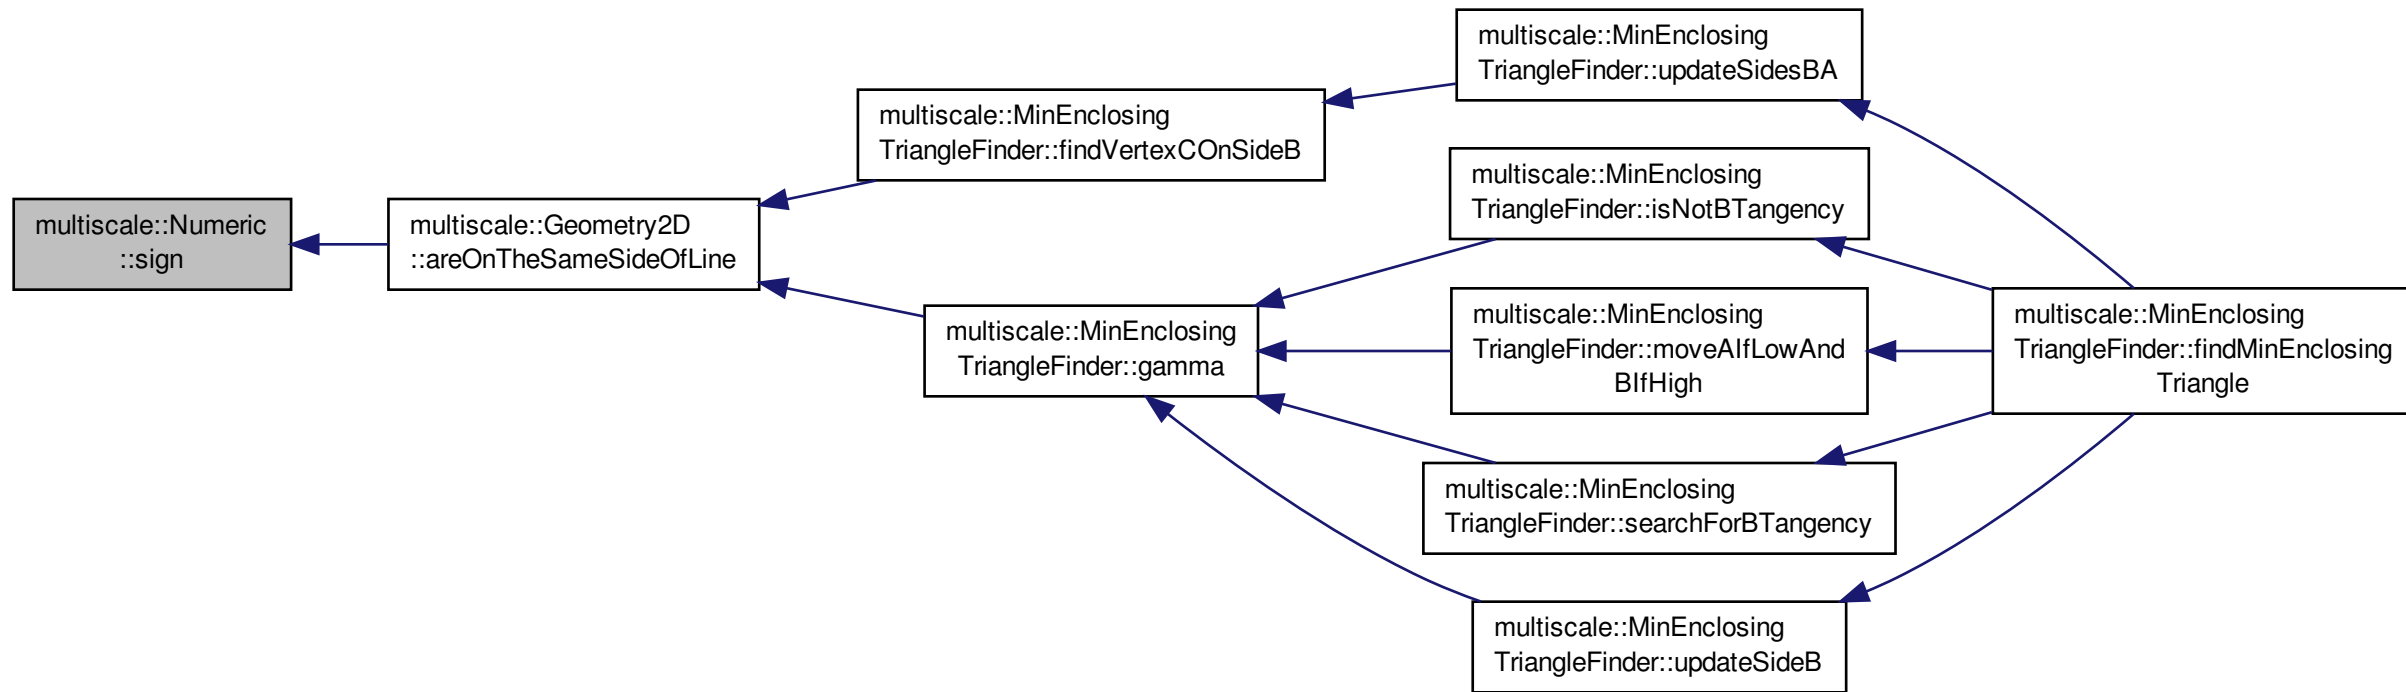 multiscale::Numeric
::sign
multiscale::Geometry2D
::areOnTheSameSideOfLine
multiscale::MinEnclosing
TriangleFinder::findVertexCOnSideB
multiscale::MinEnclosing
TriangleFinder::gamma
multiscale::MinEnclosing
TriangleFinder::updateSidesBA
multiscale::MinEnclosing
TriangleFinder::isNotBTangency
multiscale::MinEnclosing
TriangleFinder::moveAIfLowAnd
BIfHigh
multiscale::MinEnclosing
TriangleFinder::searchForBTangency
multiscale::MinEnclosing
TriangleFinder::updateSideB
multiscale::MinEnclosing
TriangleFinder::findMinEnclosing
Triangle